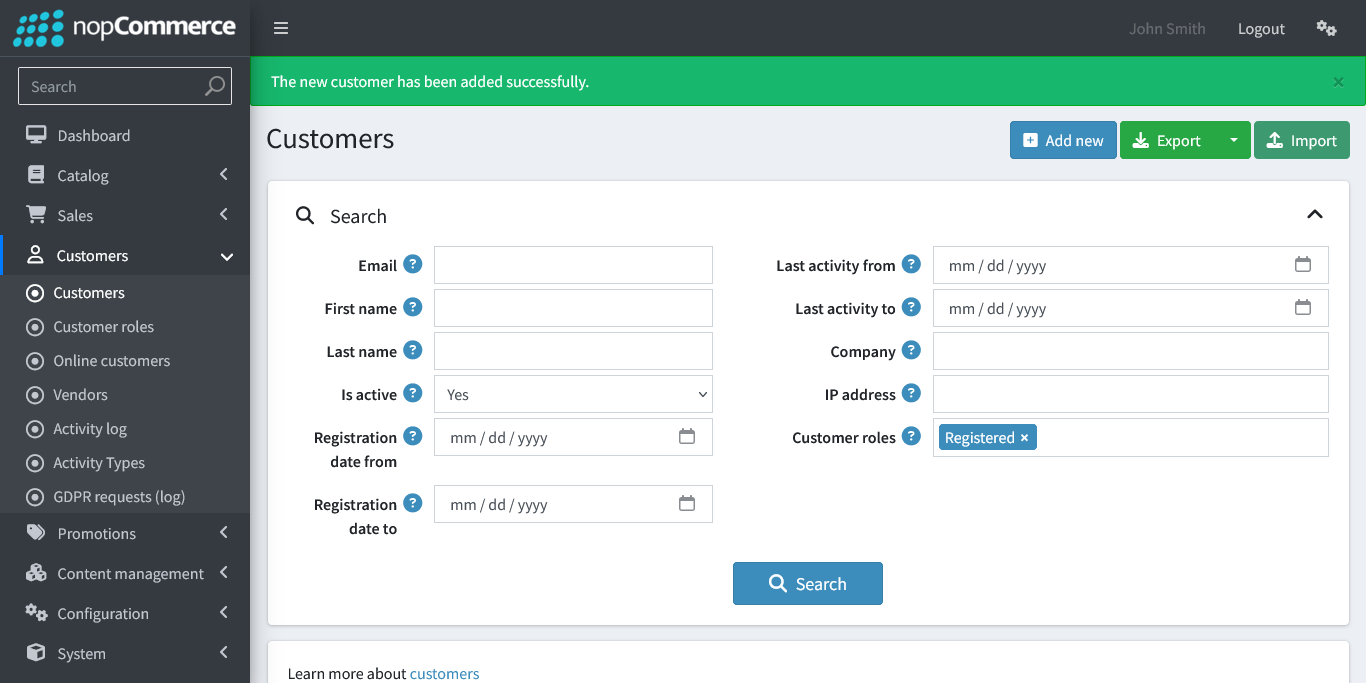 nopCommerce
John Smith
Logout
Search
The new customer has been added successfully.
×
Dashboard
Catalog
Sales
Customers
Customers
Customer roles
Online customers
Vendors
Activity log
Activity Types
GDPR requests (log)
Promotions
Content management
Configuration
System
Customers
Add new
Export
Import
Search
Email ?
First name ?
Last name ?
Is active ? Yes
Registration ? mm / dd / yyyy
date from
Registration ? mm / dd / yyyy
date to
Last activity from ? mm / dd / yyyy
Last activity to ? mm / dd / yyyy
Company ?
IP address ?
Customer roles ? Registered ×
Search
Learn more about customers